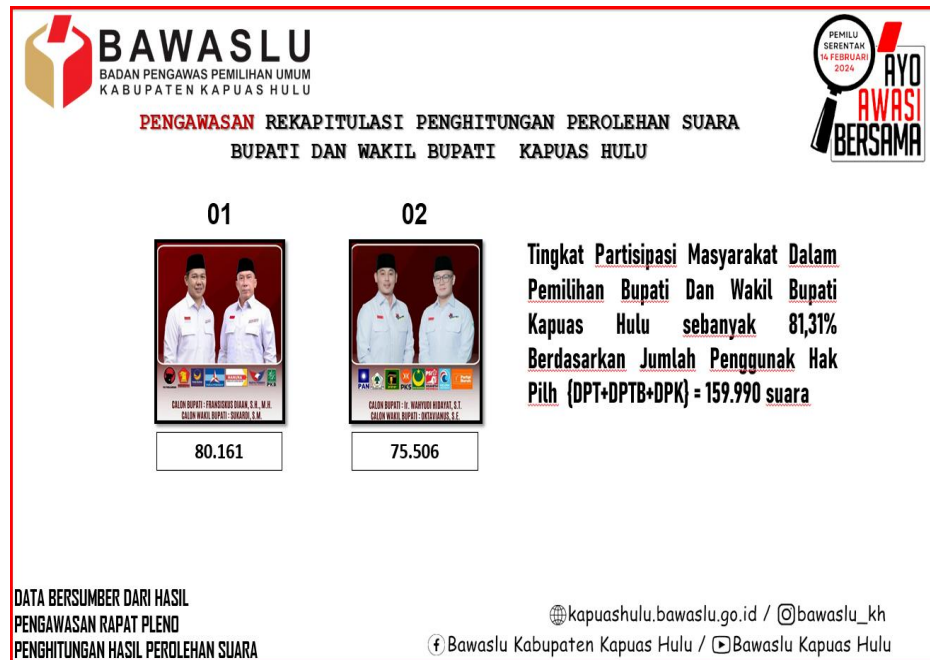 BAWASLU
BADAN PENGAWAS PEMILIHAN UMUM
KABUPATEN KAPUAS HULU
PEMILU
SERENTAK
14 FEBRUARI
2024
AYO
AWASI
BERSAMA
PENGAWASAN REKAPITULASI PENGHITUNGAN PEROLEHAN SUARA
BUPATI DAN WAKIL BUPATI KAPUAS HULU
01
CALON BUPATI : FRANSISKUS DIAAN, S.H., M.H.
CALON WAKIL BUPATI : SUKARDI, S.M.
80.161
02
PAN
PKS
CALON BUPATI : Ir. WAHYUDI HIDAYAT, S.T.
CALON WAKIL BUPATI : OKTAVIANUS, S.E.
75.506
Tingkat Partisipasi Masyarakat Dalam
Pemilihan Bupati Dan Wakil Bupati
Kapuas Hulu sebanyak 81,31%
Berdasarkan Jumlah Penggunak Hak
Pilh {DPT+DPTB+DPK} = 159.990 suara
DATA BERSUMBER DARI HASIL
PENGAWASAN RAPAT PLENO
PENGHITUNGAN HASIL PEROLEHAN SUARA
kapuashulu.bawaslu.go.id / bawaslu_kh
Bawaslu Kabupaten Kapuas Hulu / Bawaslu Kapuas Hulu